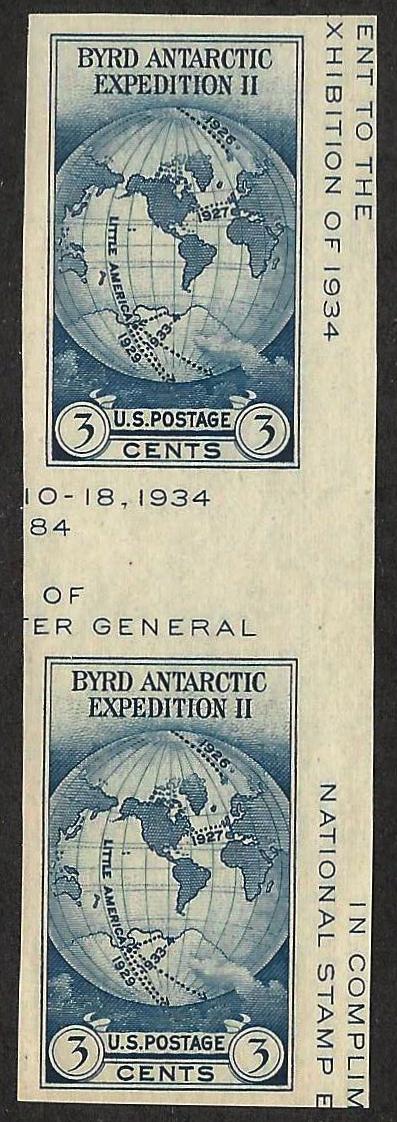 BYRD ANTARCTIC
EXPEDITION II
1926
1927
LITTLE AMERICA
1933
1929
3 U.S. POSTAGE 3
CENTS
ENT TO THE
XHIBITION OF 1934
10-18, 1934
84
OF
TER GENERAL
BYRD ANTARCTIC
EXPEDITION II
1926
1927
LITTLE AMERICA
1933
1929
3 U.S. POSTAGE 3
CENTS
IN COMPLIM
NATIONAL STAMP E